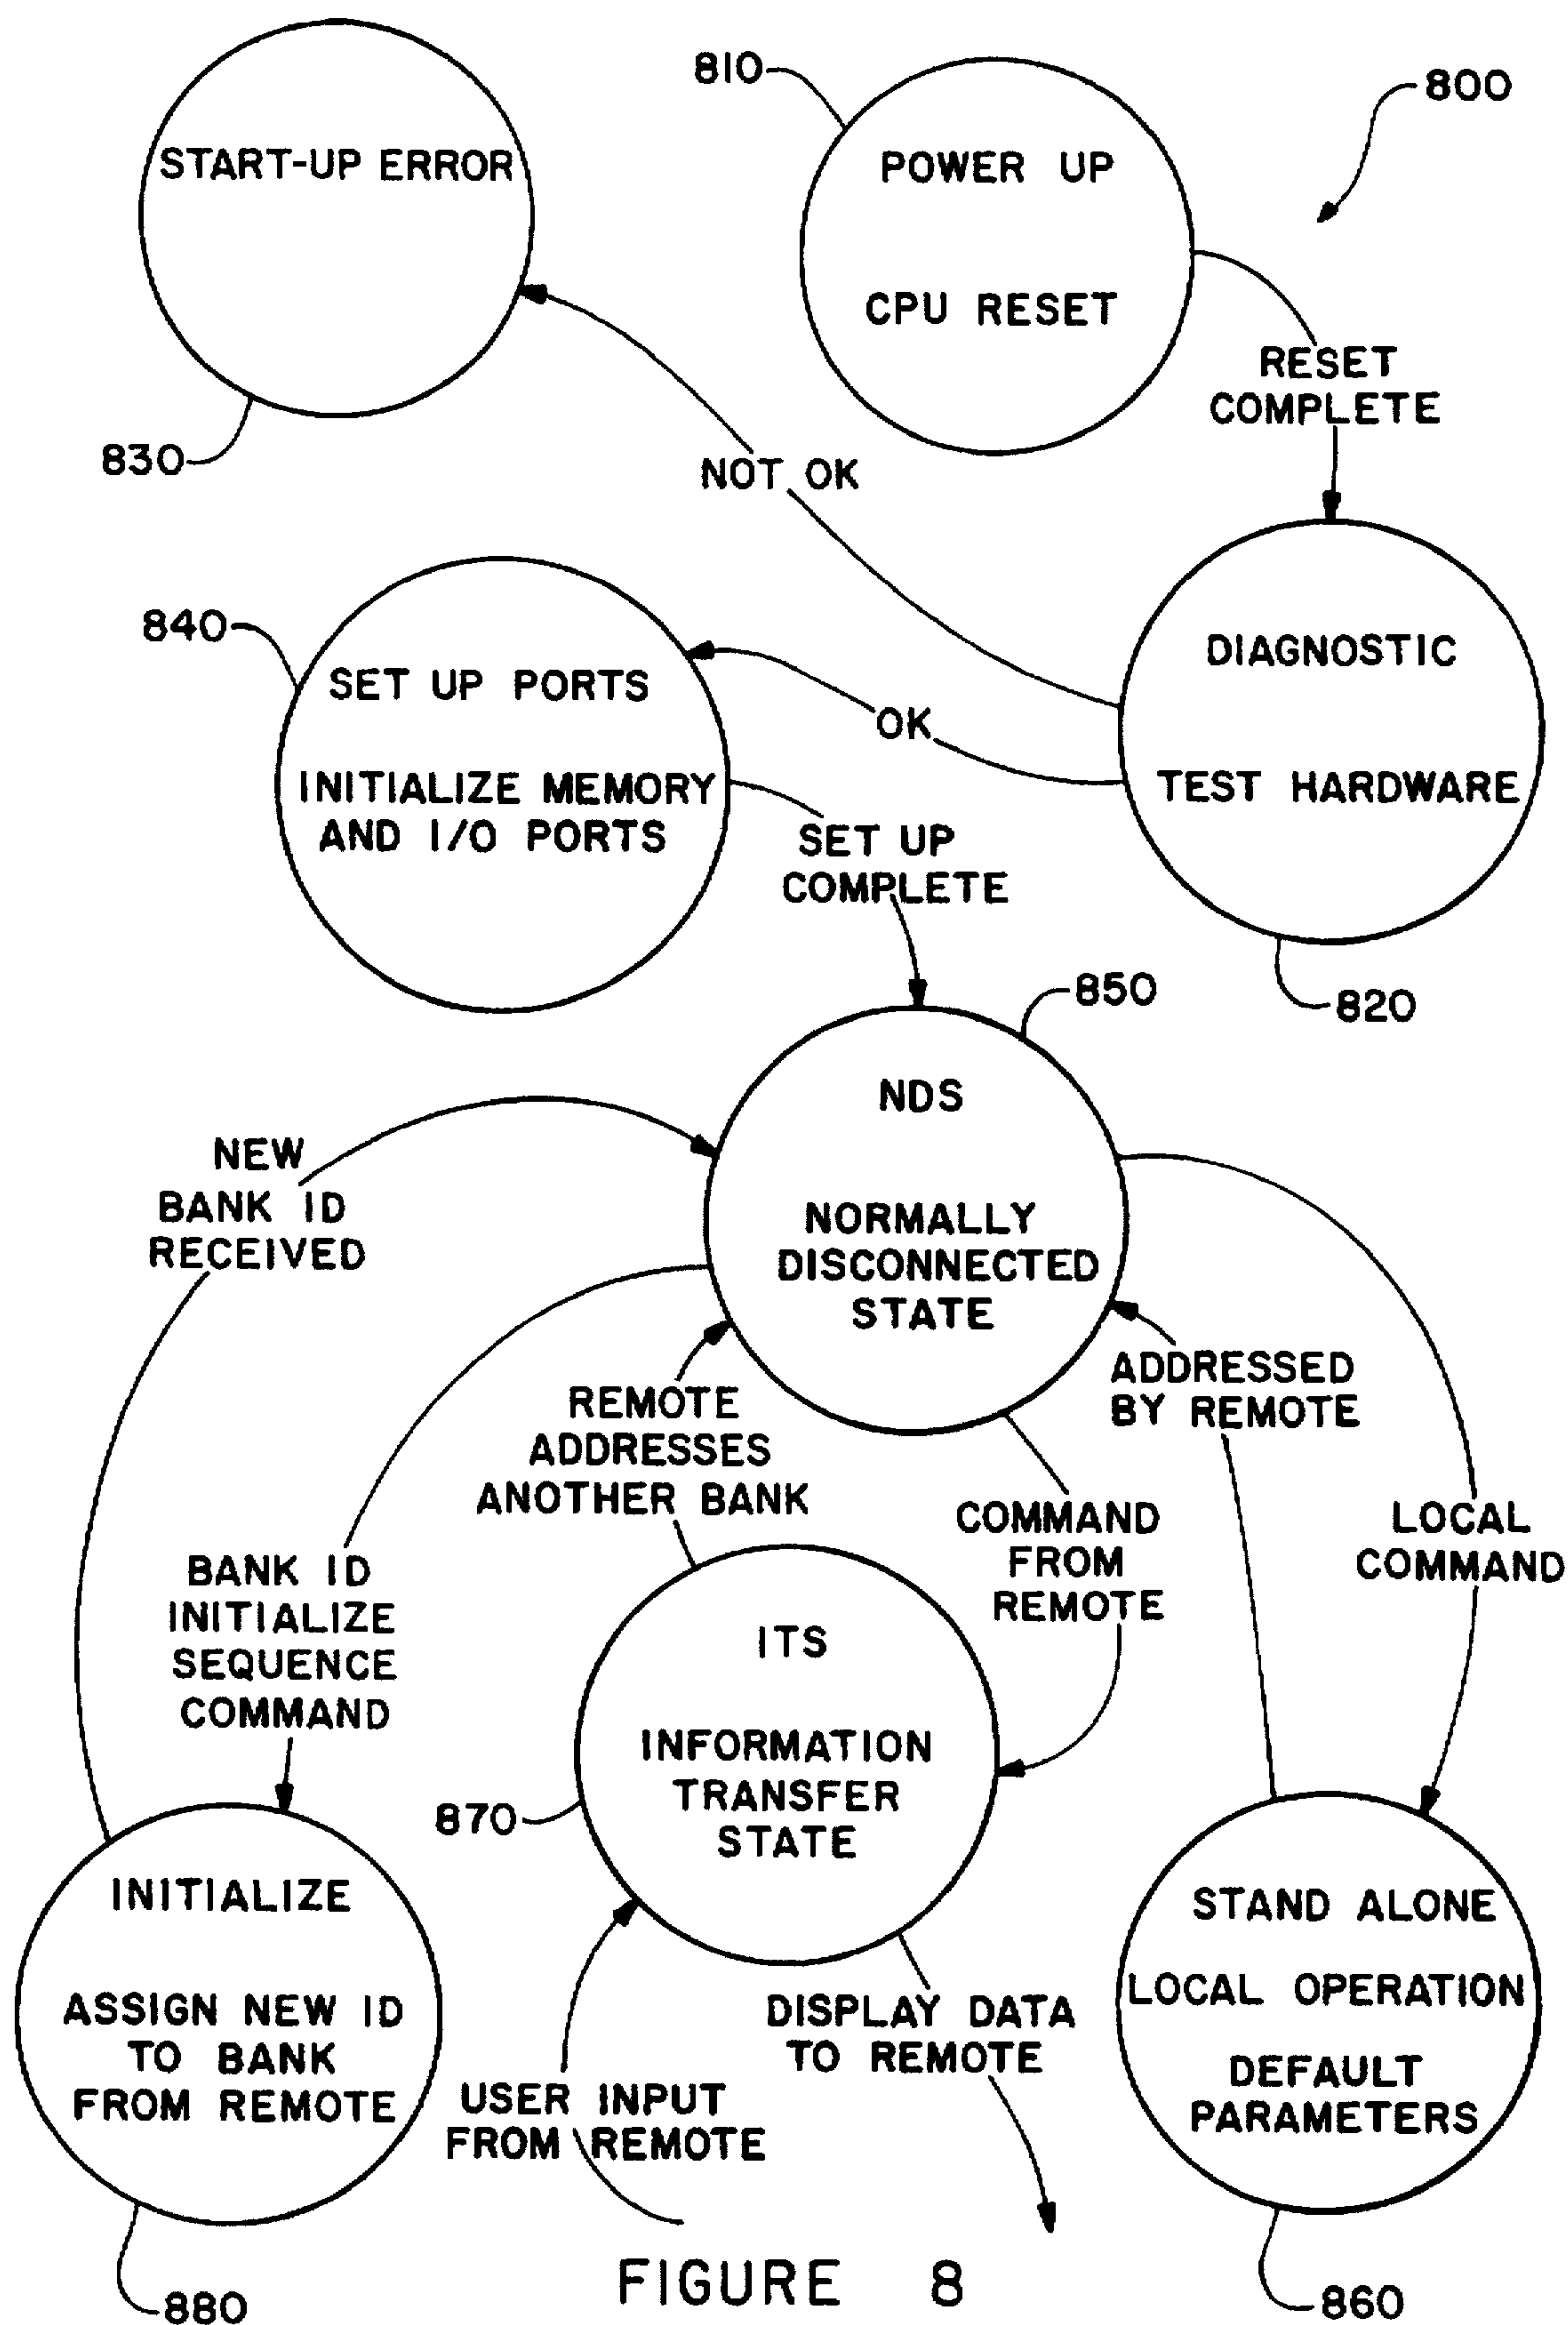 810
800
START-UP ERROR
POWER UP
CPU RESET
RESET
COMPLETE
830
NOT OK
840
SET UP PORTS
INITIALIZE MEMORY
AND I/O PORTS
OK
DIAGNOSTIC
TEST HARDWARE
SET UP
COMPLETE
820
850
NDS
NORMALLY
DISCONNECTED
STATE
NEW
BANK ID
RECEIVED
REMOTE
ADDRESSES
ANOTHER BANK
ADDRESSED
BY REMOTE
COMMAND
FROM
REMOTE
LOCAL
COMMAND
BANK ID
INITIALIZE
SEQUENCE
COMMAND
ITS
INFORMATION
TRANSFER
STATE
870
INITIALIZE
ASSIGN NEW ID
TO BANK
FROM REMOTE
STAND ALONE
LOCAL OPERATION
DEFAULT
PARAMETERS
DISPLAY DATA
TO REMOTE
USER INPUT
FROM REMOTE
880
860
FIGURE 8